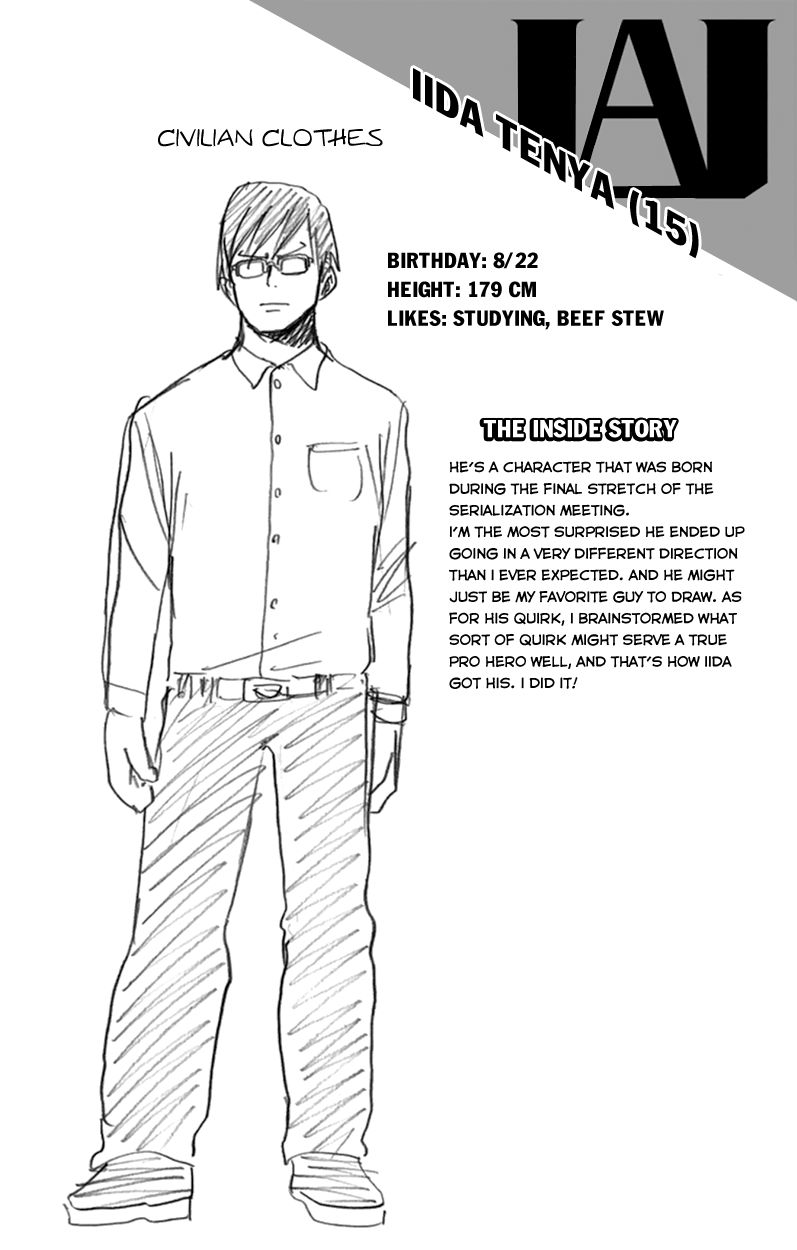 UA
IIDA TENYA (15)
CIVILIAN CLOTHES
BIRTHDAY: 8/22
HEIGHT: 179 CM
LIKES: STUDYING, BEEF STEW
THE INSIDE STORY
HE'S A CHARACTER THAT WAS BORN
DURING THE FINAL STRETCH OF THE
SERIALIZATION MEETING.
I'M THE MOST SURPRISED HE ENDED UP
GOING IN A VERY DIFFERENT DIRECTION
THAN I EVER EXPECTED. AND HE MIGHT
JUST BE MY FAVORITE GUY TO DRAW. AS
FOR HIS QUIRK, I BRAINSTORMED WHAT
SORT OF QUIRK MIGHT SERVE A TRUE
PRO HERO WELL, AND THAT'S HOW IIDA
GOT HIS. I DID IT!